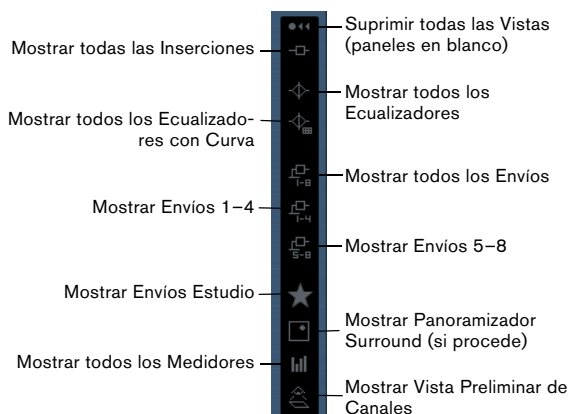 Suprimir todas las Vistas
(paneles en blanco)
Mostrar todas las Inserciones
Mostrar todos los
Ecualizadores
Mostrar todos los Ecualizado-
res con Curva
Mostrar todos los Envíos
1-8
Mostrar Envíos 1–4
1-4
Mostrar Envíos 5–8
5-8
Mostrar Envíos Estudio
Mostrar Panoramizador
Surround (si procede)
Mostrar todos los Medidores
Mostrar Vista Preliminar de
Canales